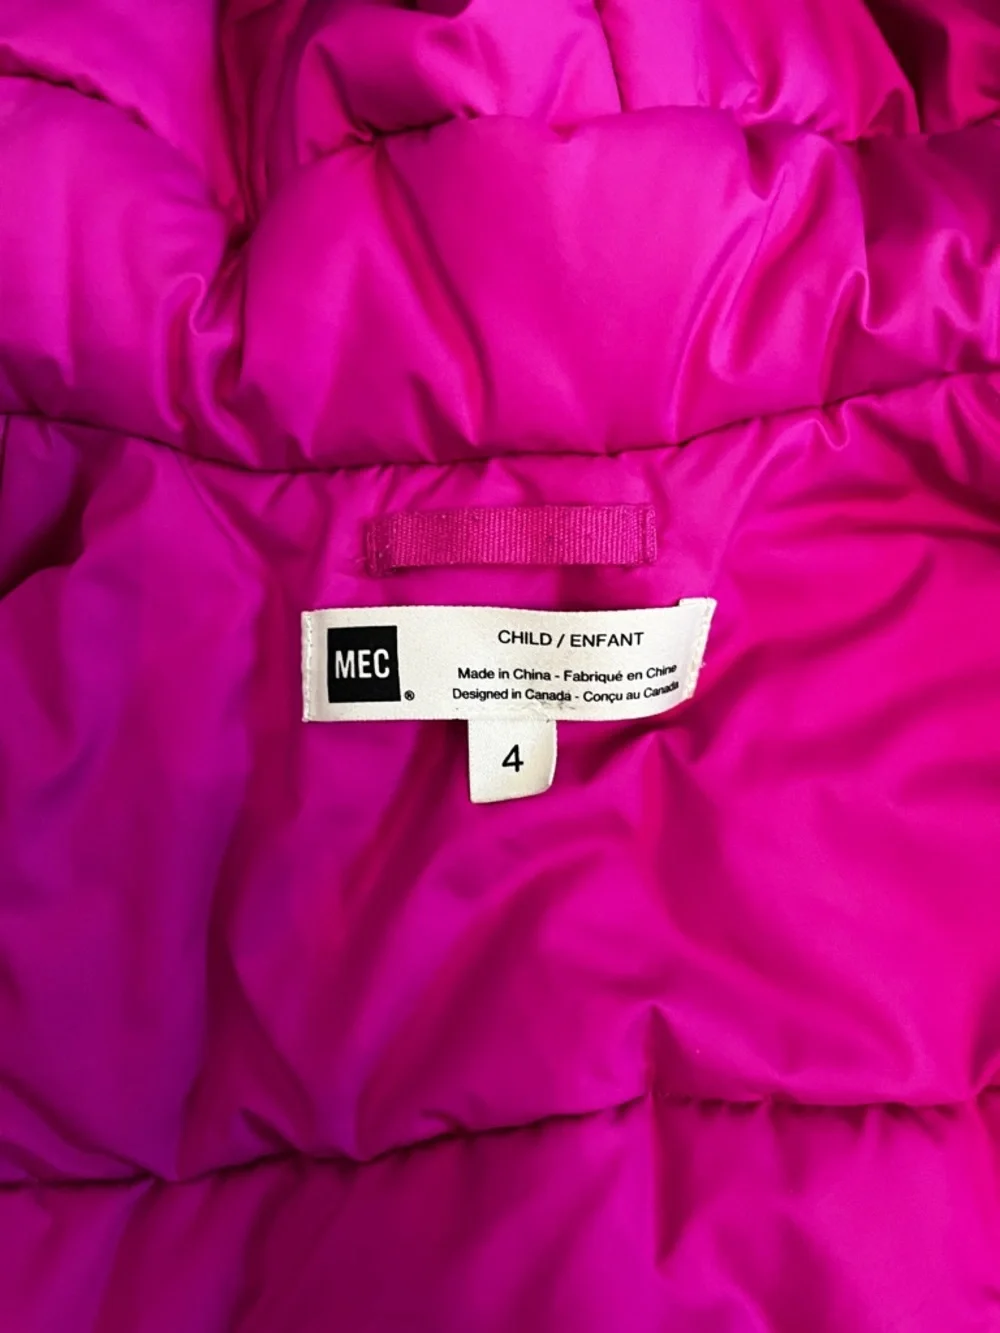 MEC ®
CHILD / ENFANT
Made in China - Fabriqué en Chine
Designed in Canada - Conçu au Canada
4